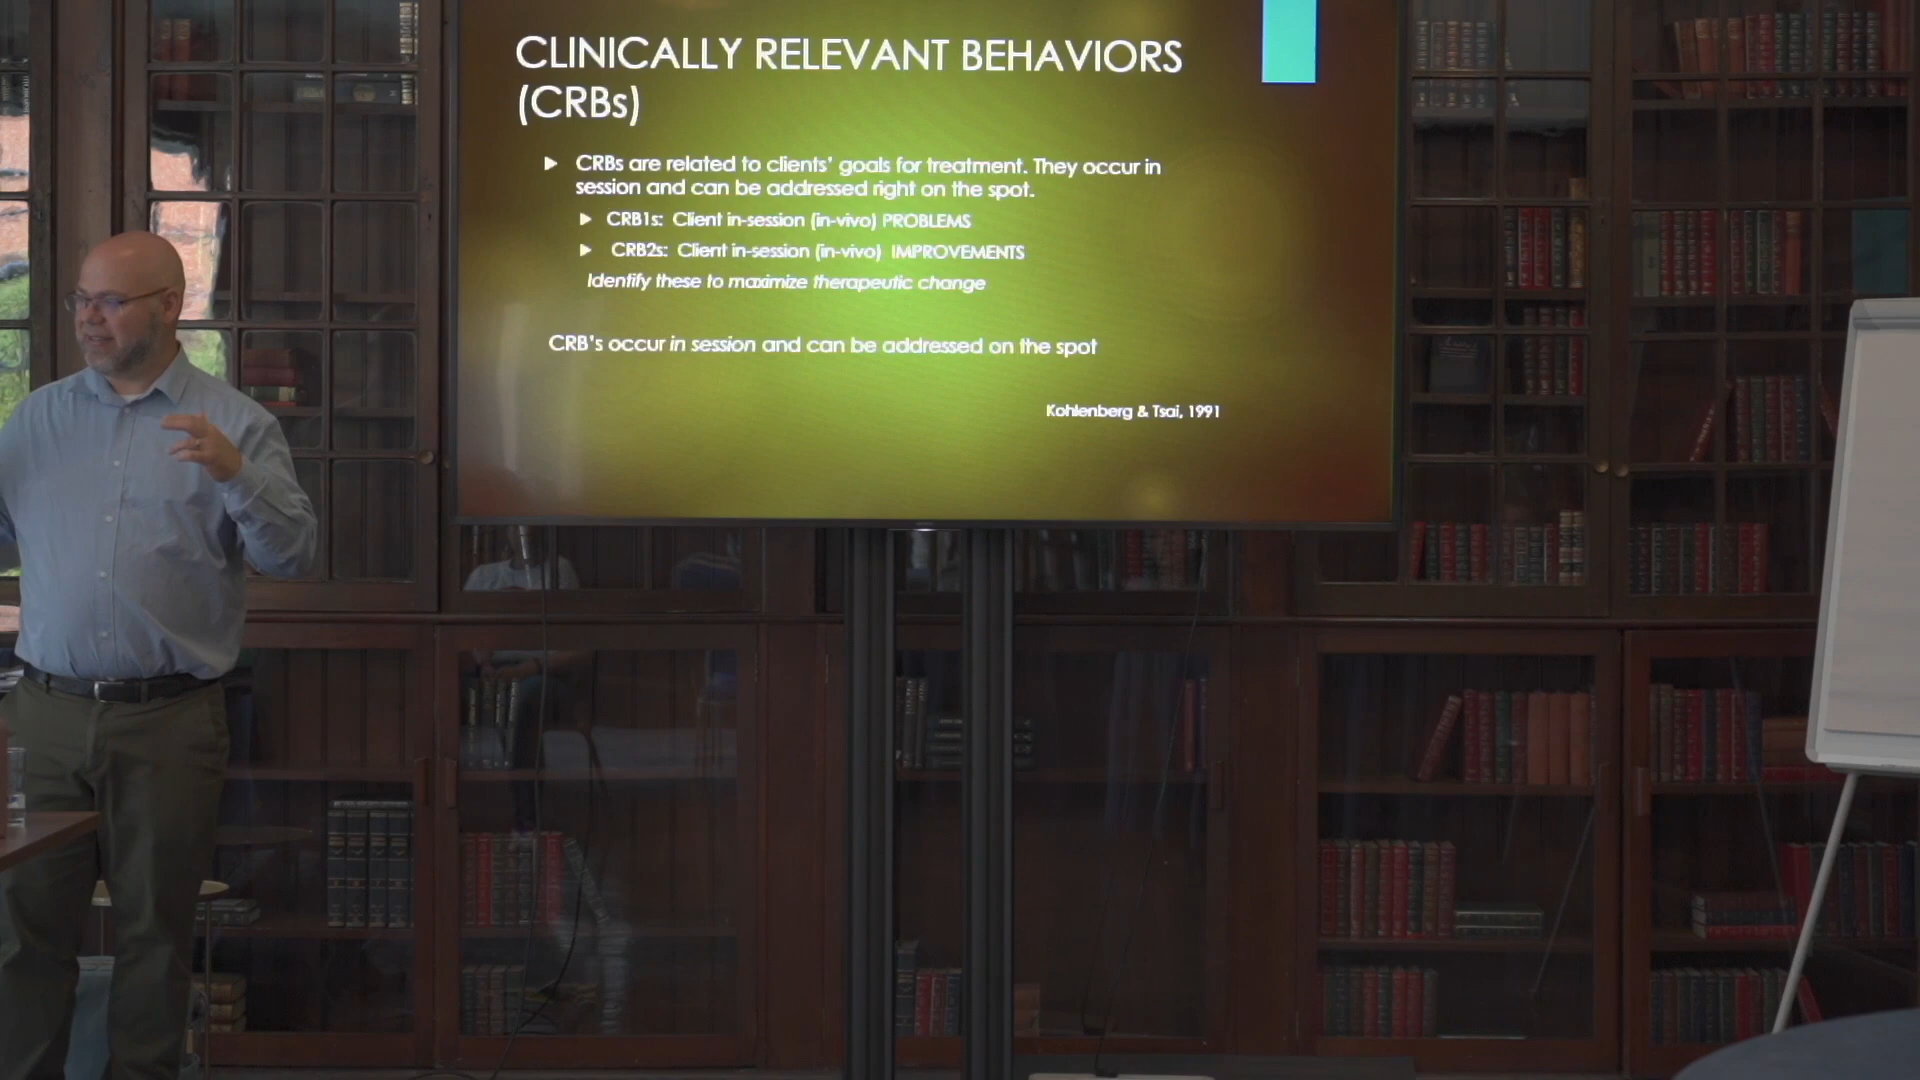 CLINICALLY RELEVANT BEHAVIORS
(CRBs)
CRBs are related to clients' goals for treatment. They occur in
session and can be addressed right on the spot.
CRB1s: Client in-session (in-vivo) PROBLEMS
CRB2s: Client in-session (in-vivo) IMPROVEMENTS
Identify these to maximize therapeutic change
CRB's occur in session and can be addressed on the spot
Kohlenberg & Tsai, 1991